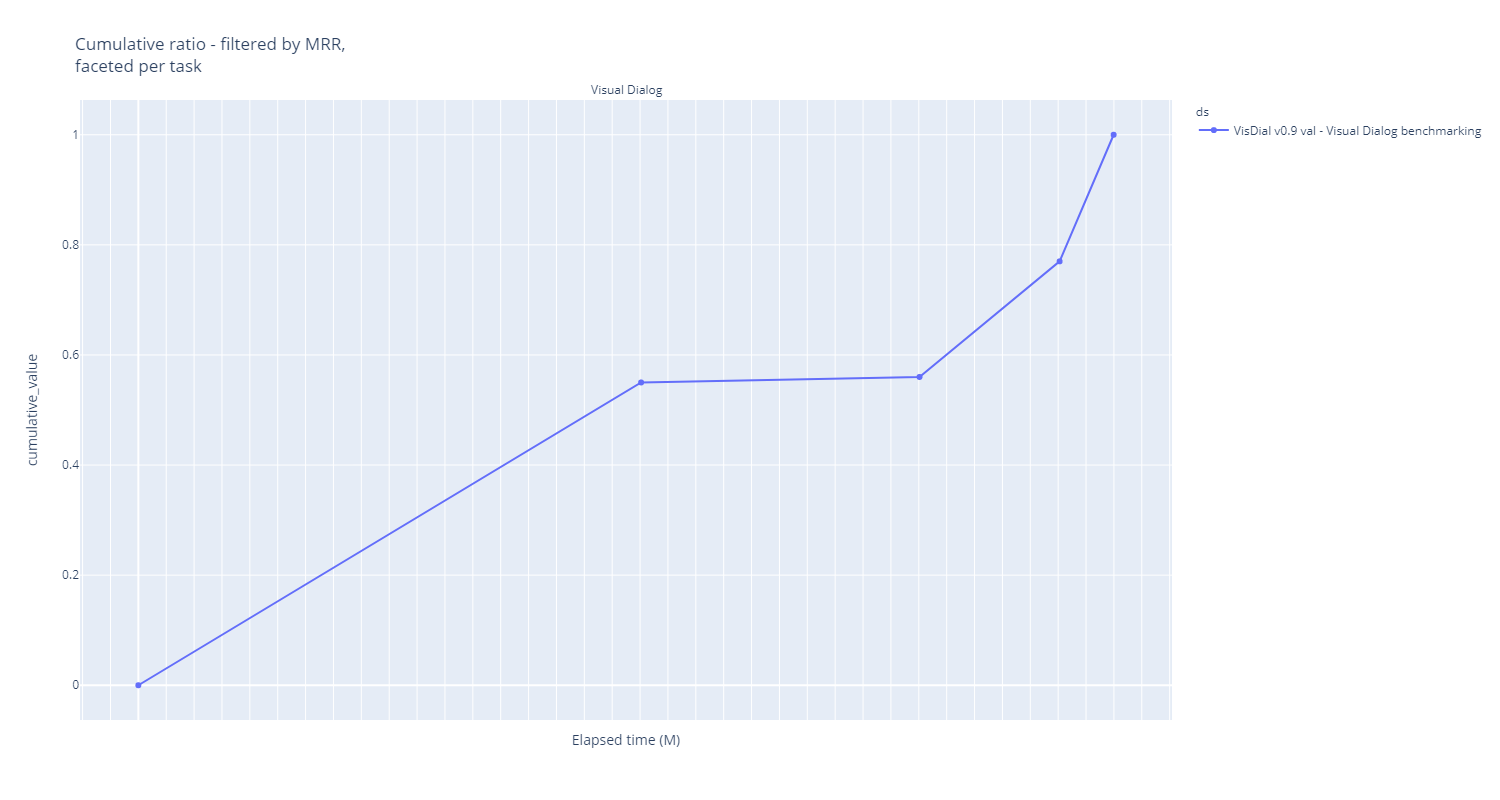 Cumulative ratio - filtered by MRR,
faceted per task
Visual Dialog
ds
VisDial v0.9 val - Visual Dialog benchmarking
1
0.8
0.6
0.4
0.2
0
cumulative_value
Elapsed time (M)